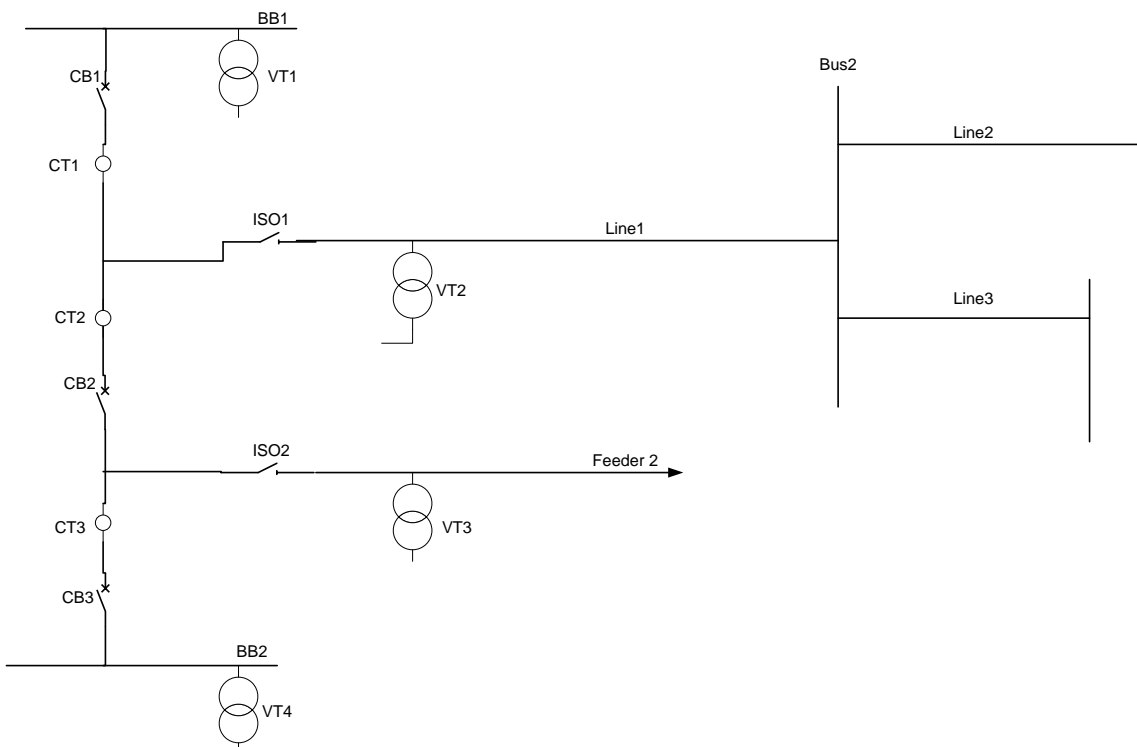 BB1
CB1
VT1
Bus2
Line2
CT1
ISO1
Line1
VT2
Line3
CT2
CB2
ISO2
Feeder 2
CT3
VT3
CB3
BB2
VT4